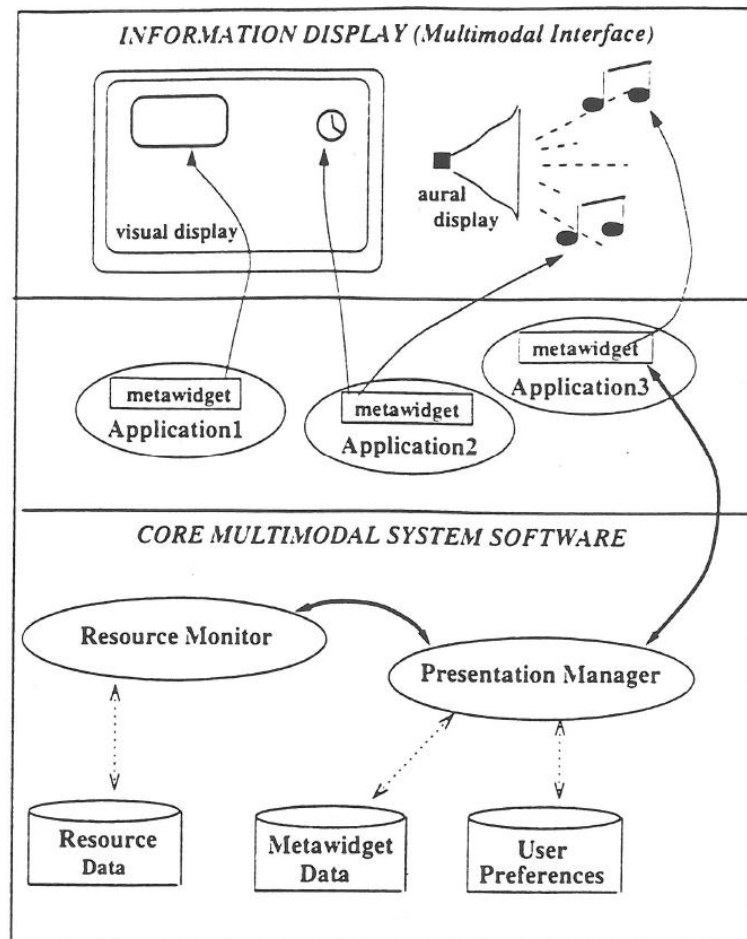 INFORMATION DISPLAY (Multimodal Interface)
visual display
aural
display
metawidget
Application1
metawidget
Application2
metawidget
Application3
CORE MULTIMODAL SYSTEM SOFTWARE
Resource Monitor
Presentation Manager
Resource
Data
Metawidget
Data
User
Preferences